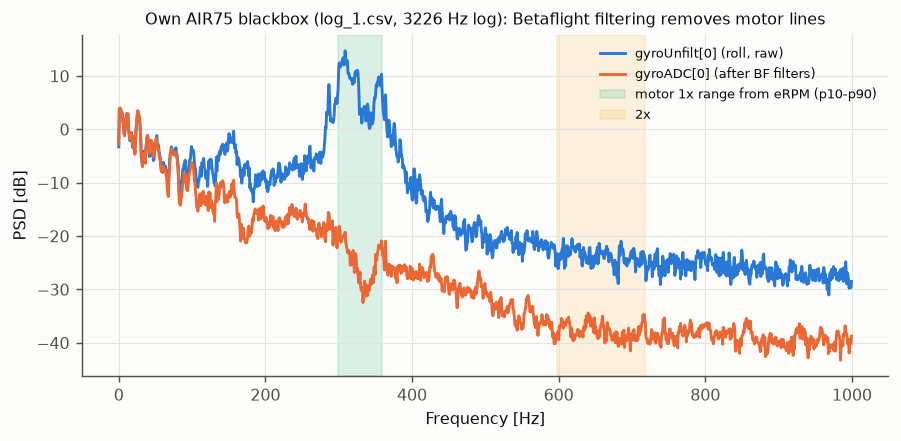 Own AIR75 blackbox (log_1.csv, 3226 Hz log): Betaflight filtering removes motor lines
gyroUnfilt[0] (roll, raw)
gyroADC[0] (after BF filters)
motor 1x range from eRPM (p10-p90)
2x
PSD [dB]
10
0
−10
−20
−30
−40
0 200 400 600 800 1000
Frequency [Hz]